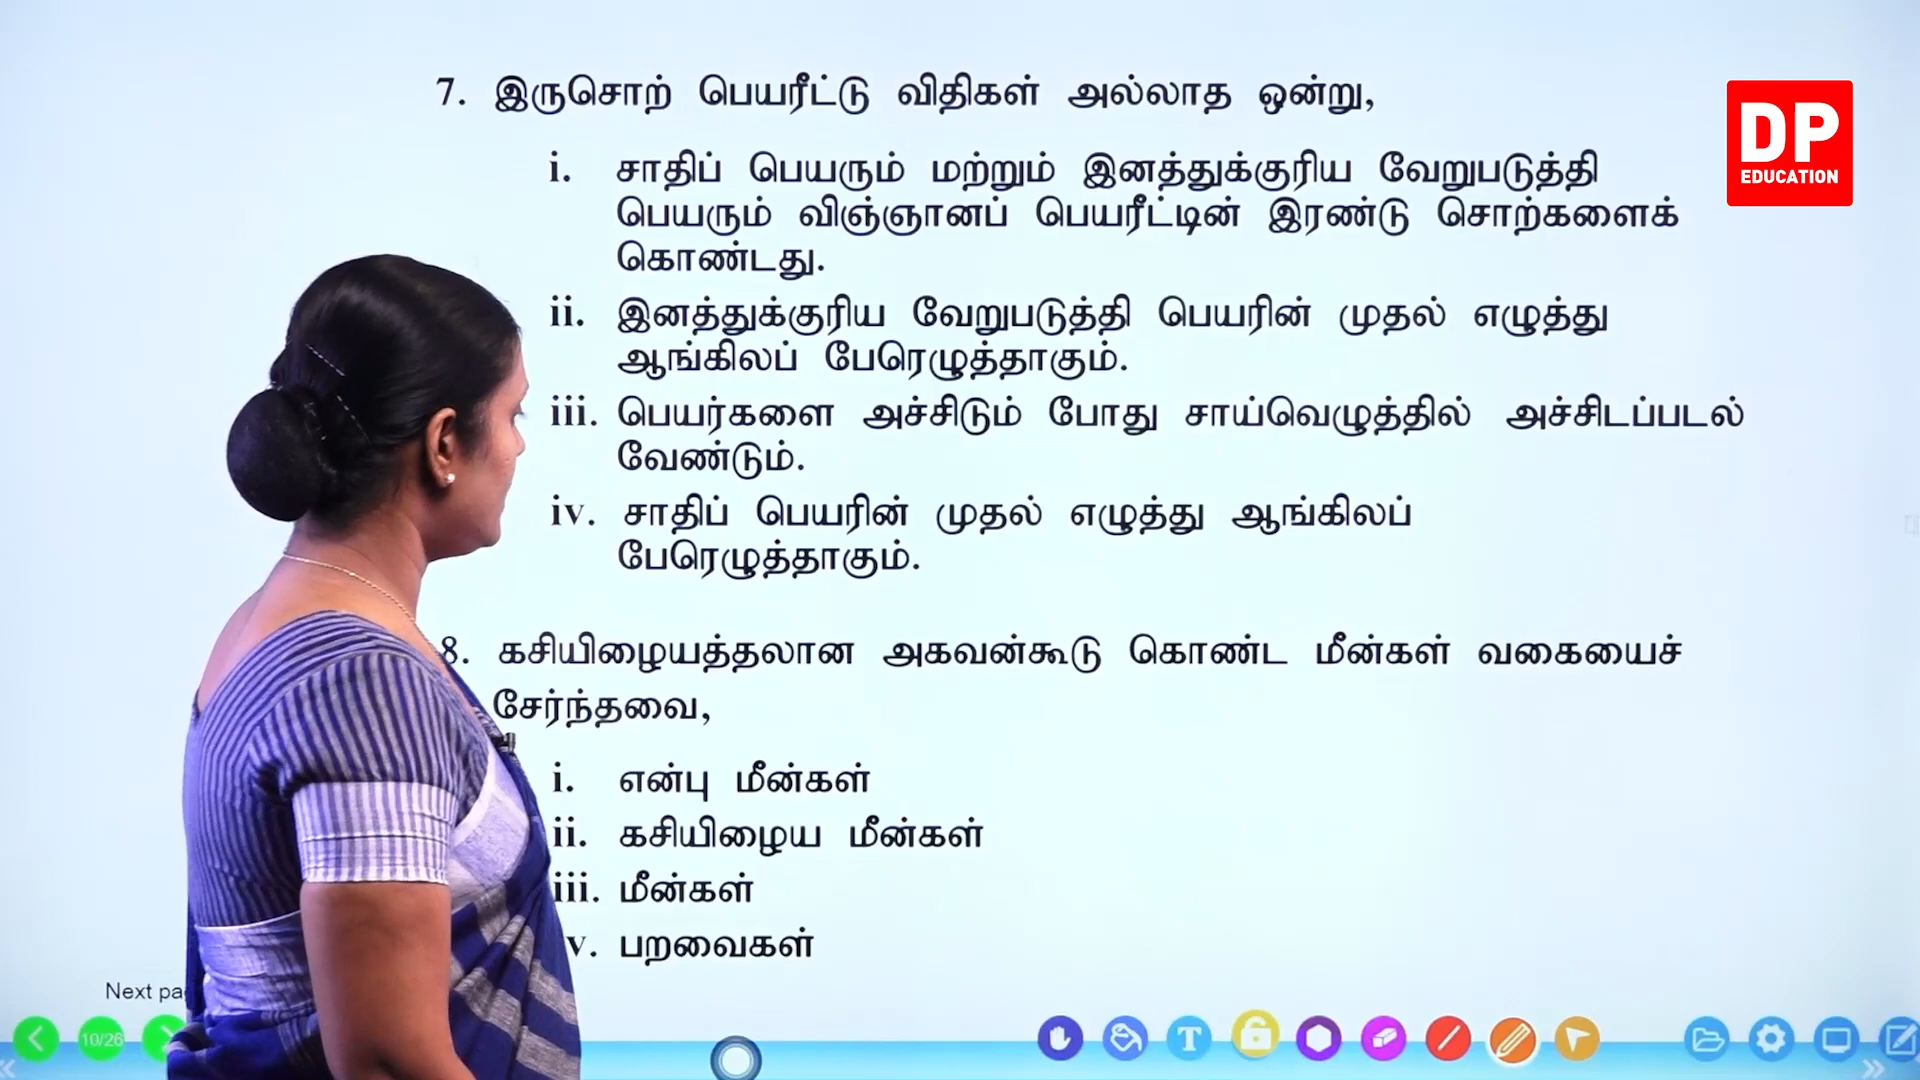 7. இருசொற் பெயரீட்டு விதிகள் அல்லாத ஒன்று,
DP
EDUCATION
i. சாதிப் பெயரும் மற்றும் இனத்துக்குரிய வேறுபடுத்தி
பெயரும் விஞ்ஞானப் பெயரீட்டின் இரண்டு சொற்களைக்
கொண்டது.
ii. இனத்துக்குரிய வேறுபடுத்தி பெயரின் முதல் எழுத்து
ஆங்கிலப் பேரெழுத்தாகும்.
iii. பெயர்களை அச்சிடும் போது சாய்வெழுத்தில் அச்சிடப்படல்
வேண்டும்.
iv. சாதிப் பெயரின் முதல் எழுத்து ஆங்கிலப்
பேரெழுத்தாகும்.
8. கசியிழையத்தலான அகவன்கூடு கொண்ட மீன்கள் வகையைச்
சேர்ந்தவை,
i. என்பு மீன்கள்
ii. கசியிழைய மீன்கள்
iii. மீன்கள்
v. பறவைகள்
Next
10/26
T